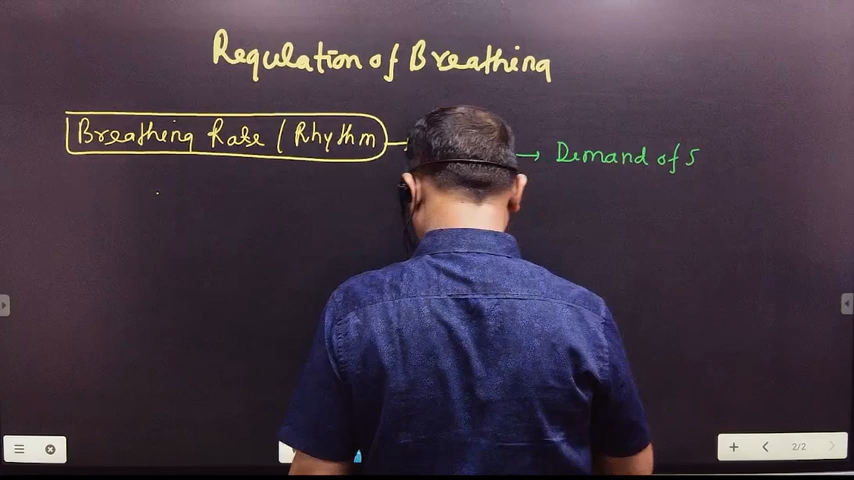 Regulation of Breathing
Breathing Rate / Rhythm → Demand of
2/2